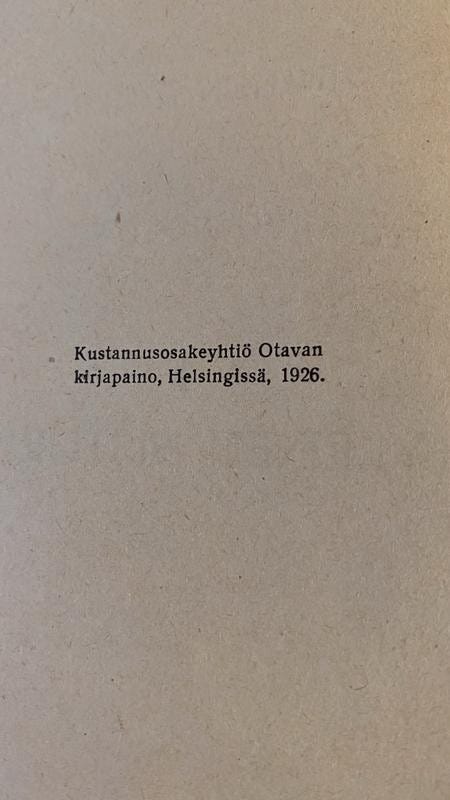 Kustannusosakeyhtiö Otavan
kirjapaino, Helsingissä, 1926.